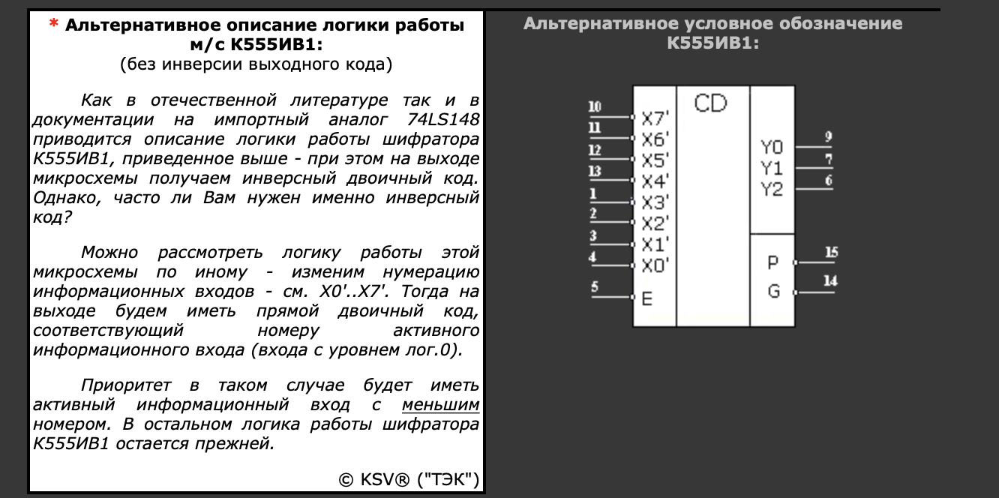 * Альтернативное описание логики работы
м/с К555ИВ1:
(без инверсии выходного кода)
Как в отечественной литературе так и в
документации на импортный аналог 74LS148
приводится описание логики работы шифратора
К555ИВ1, приведенное выше - при этом на выходе
микросхемы получаем инверсный двоичный код.
Однако, часто ли Вам нужен именно инверсный
код?
Можно рассмотреть логику работы этой
микросхемы по иному - изменим нумерацию
информационных входов - см. X0'..X7'. Тогда на
выходе будем иметь прямой двоичный код,
соответствующий номеру активного
информационного входа (входа с уровнем лог.0).
Приоритет в таком случае будет иметь
активный информационный вход с меньшим
номером. В остальном логика работы шифратора
К555ИВ1 остается прежней.
© KSV® ("ТЭК")
Альтернативное условное обозначение
К555ИВ1:
CD
10 X7'
11 X6'
12 X5'
13 X4'
1 X3'
2 X2'
3 X1'
4 X0'
5 E
Y0 9
Y1 7
Y2 6
P 15
G 14